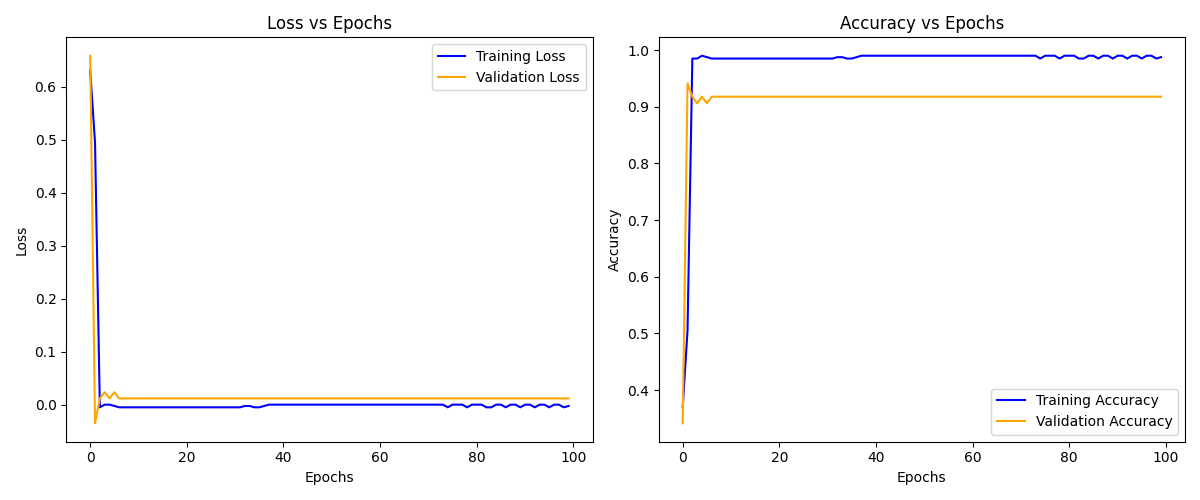 Loss vs Epochs
Training Loss
Validation Loss
0.6
0.5
0.4
0.3
0.2
0.1
0.0
Loss
0 20 40 60 80 100
Epochs
Accuracy vs Epochs
1.0
0.9
0.8
0.7
0.6
0.5
0.4
Accuracy
Training Accuracy
Validation Accuracy
0 20 40 60 80 100
Epochs